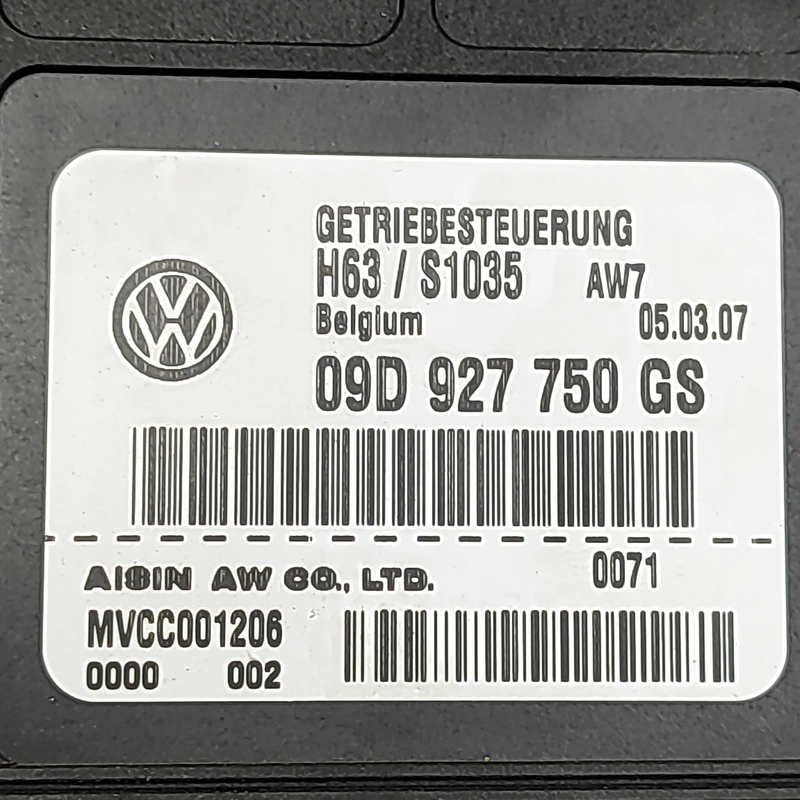 GETRIEBESTEUERUNG
H63 / S1035 AW7
Belgium 05.03.07
09D 927 750 GS
AISIN AW CO., LTD. 0071
MVCC001206
0000 002